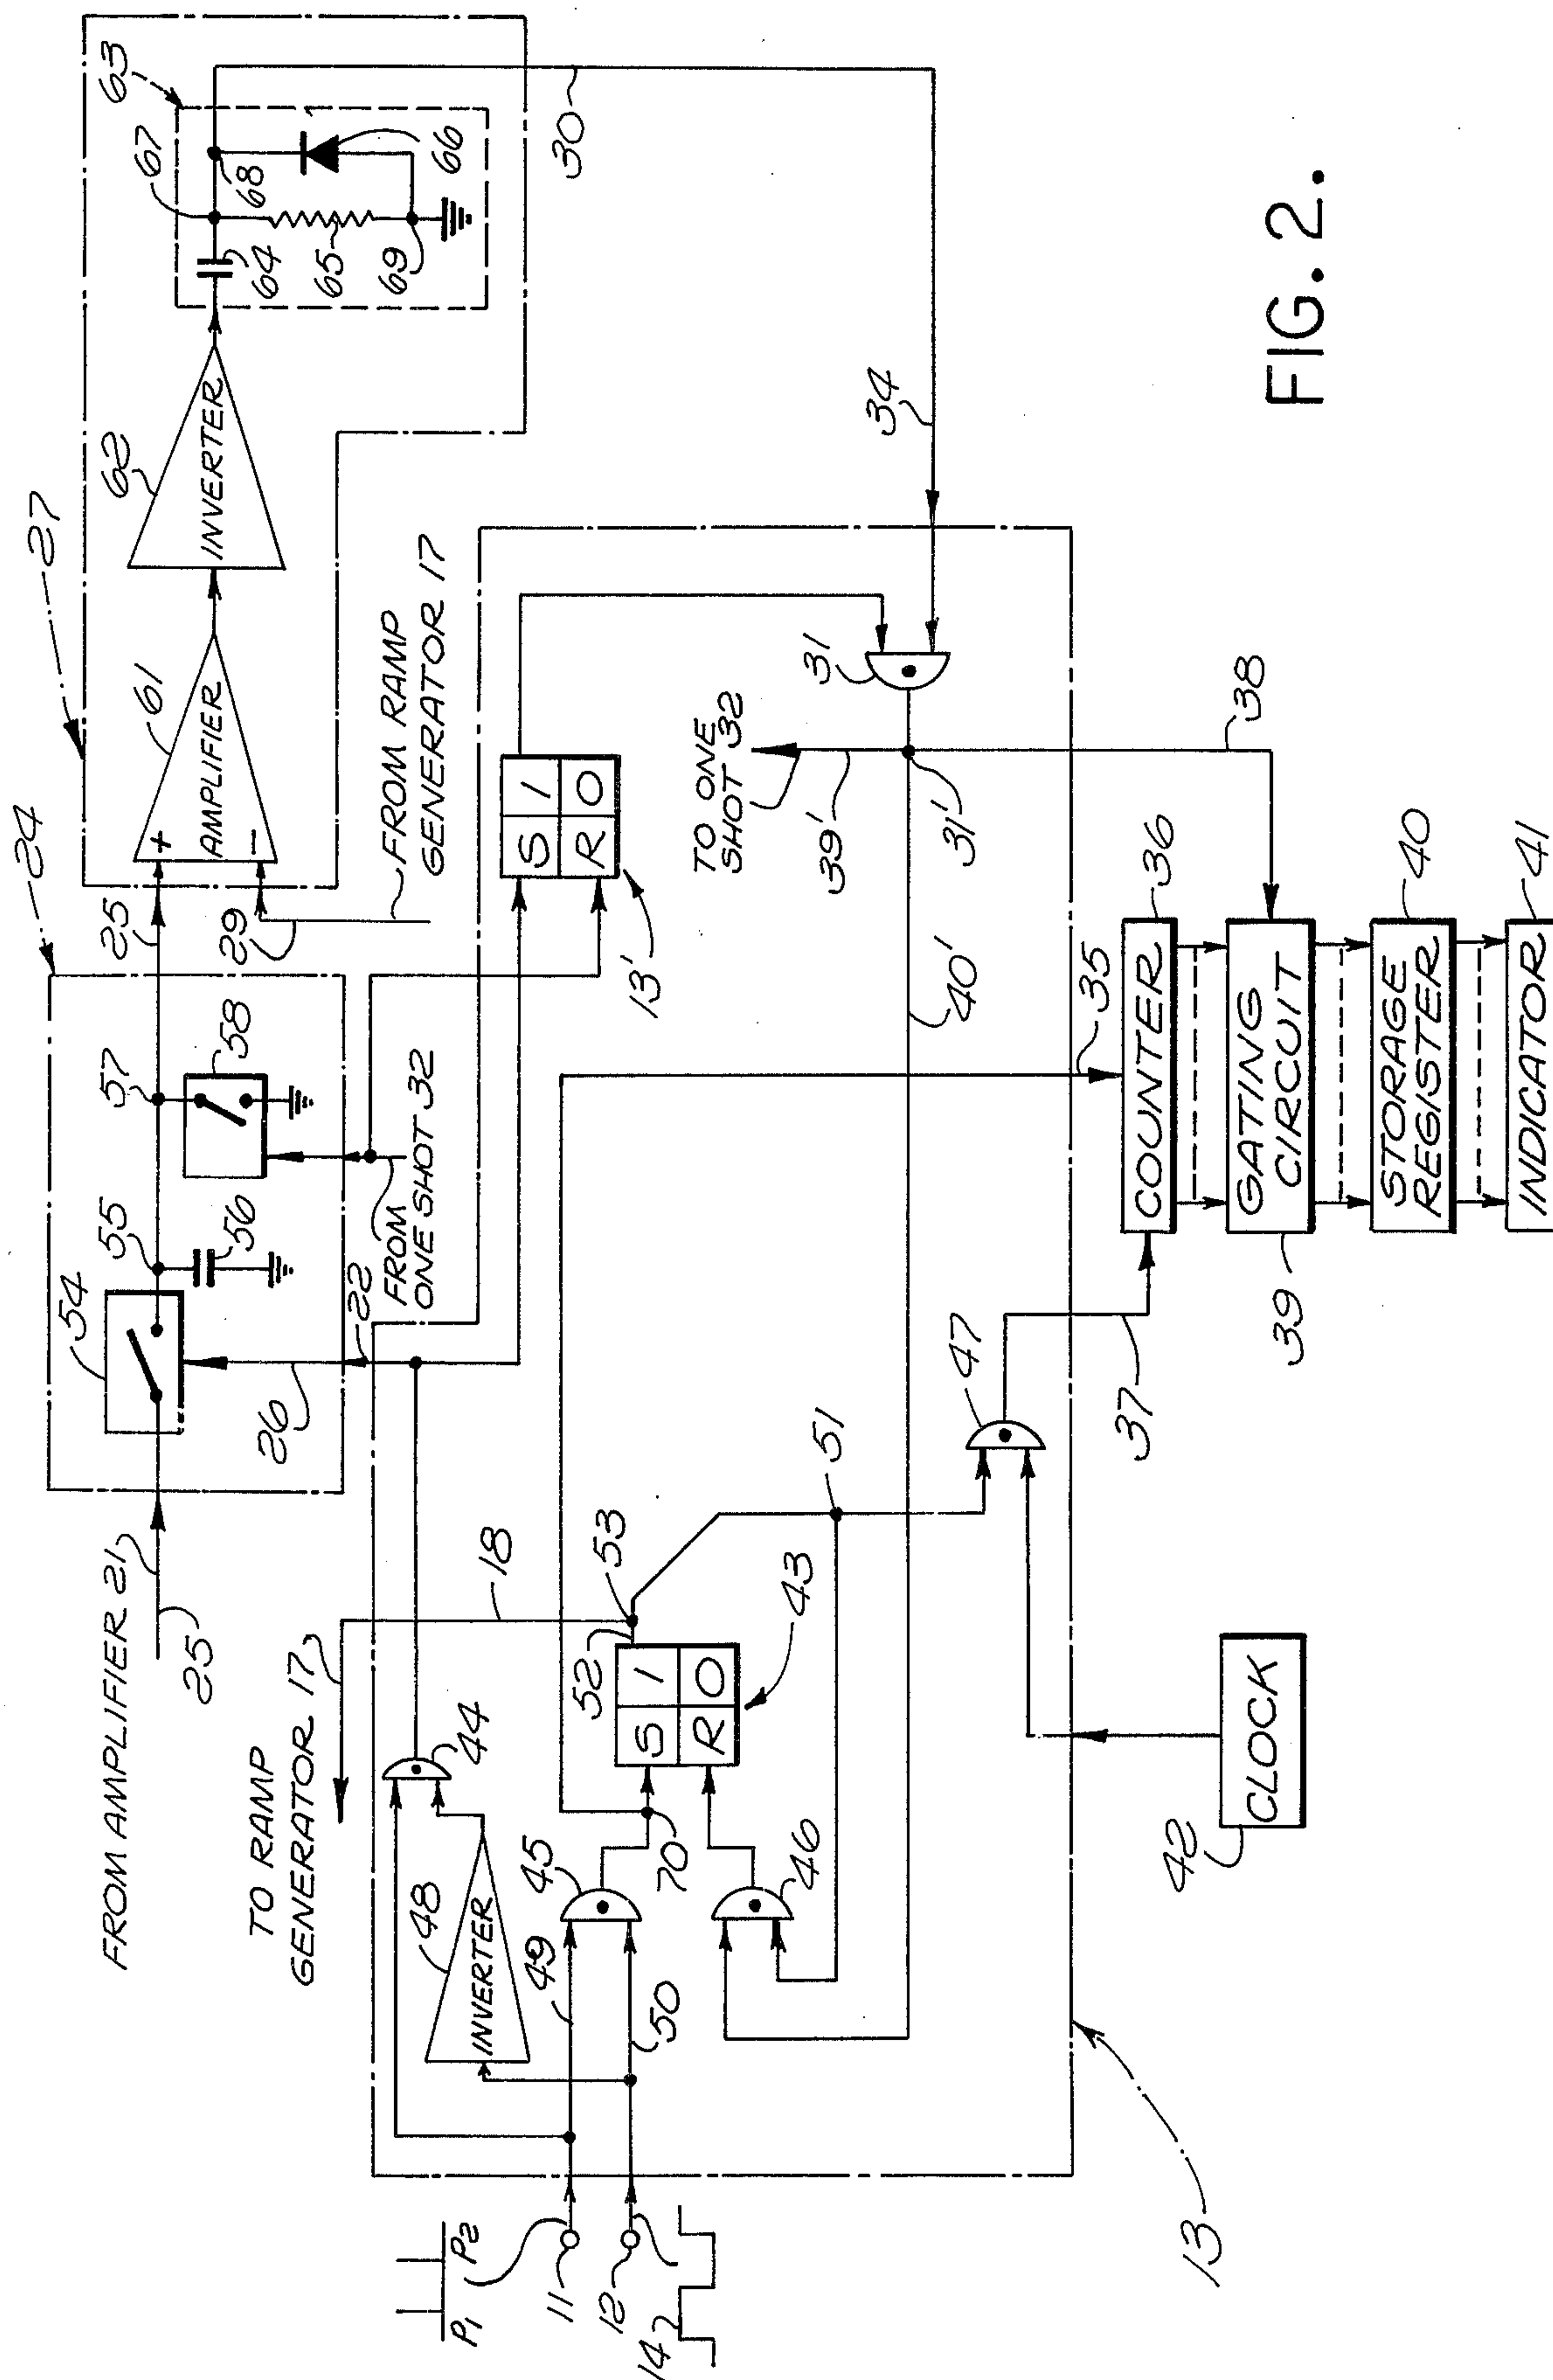 FROM AMPLIFIER 21
25
54
55
56
57
58
24
25
29
26
22
FROM
ONE SHOT 32
27
61
+
AMPLIFIER
−
62
INVERTER
63
67
68
64
65
66
69
30
FROM RAMP
GENERATOR 17
34
TO RAMP
GENERATOR 17
18
44
48
INVERTER
49
45
50
P1 P2
11
12
14
70
46
52
53
S 1
R 0
43
51
S 1
R 0
13'
31
TO ONE
SHOT 32
39'
31'
38
40'
47
37
35
42
CLOCK
13
COUNTER
36
GATING
CIRCUIT
39
STORAGE
REGISTER
40
INDICATOR
41
FIG. 2.